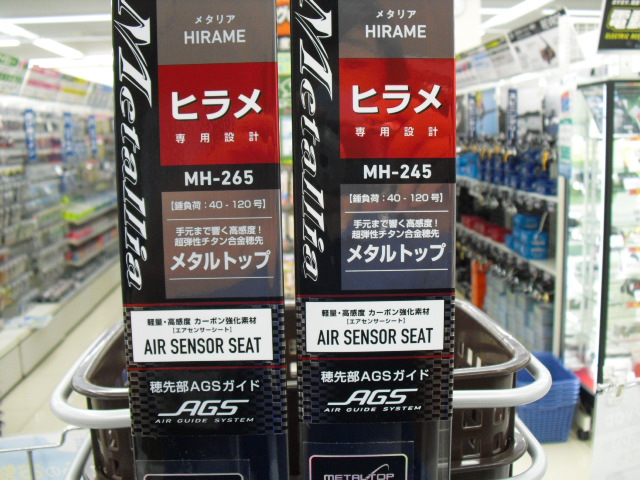 Metallia
メタリア
HIRAME
ヒラメ
専用設計
MH-265
【錘負荷:40-120号】
手元まで響く高感度!
超弾性チタン合金穂先
メタルトップ
軽量・高感度 カーボン強化素材
[エアセンサーシート]
AIR SENSOR SEAT
穂先部AGSガイド
AGS
AIR GUIDE SYSTEM
Metallia
メタリア
HIRAME
ヒラメ
専用設計
MH-245
【錘負荷:40-120号】
手元まで響く高感度!
超弾性チタン合金穂先
メタルトップ
軽量・高感度 カーボン強化素材
[エアセンサーシート]
AIR SENSOR SEAT
穂先部AGSガイド
AGS
AIR GUIDE SYSTEM
METAL TOP